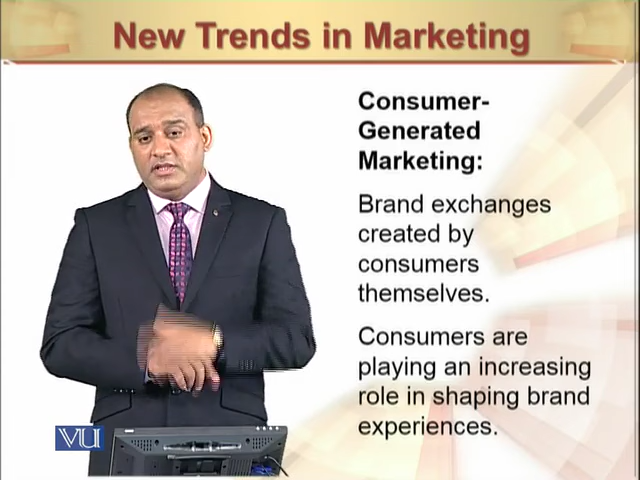 New Trends in Marketing
Consumer-
Generated
Marketing:
Brand exchanges
created by
consumers
themselves.
Consumers are
playing an increasing
role in shaping brand
experiences.
VU